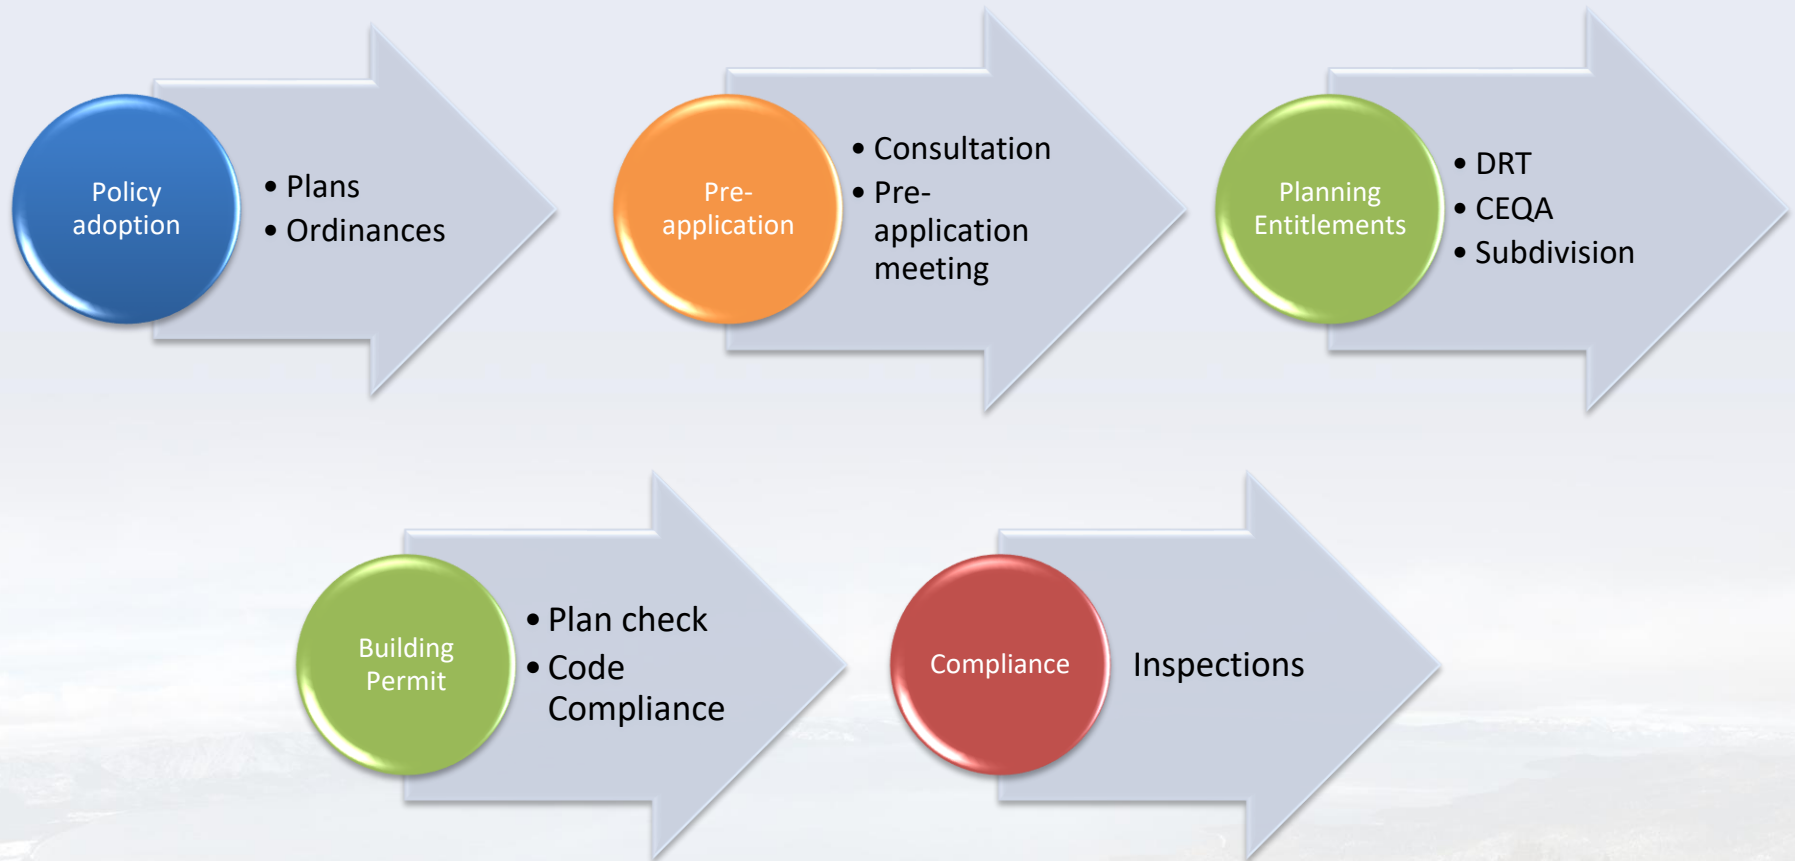 Policy
adoption
• Plans
• Ordinances
Pre-
application
• Consultation
• Pre-
application
meeting
Planning
Entitlements
• DRT
• CEQA
• Subdivision
Building
Permit
• Plan check
• Code
Compliance
Compliance
Inspections